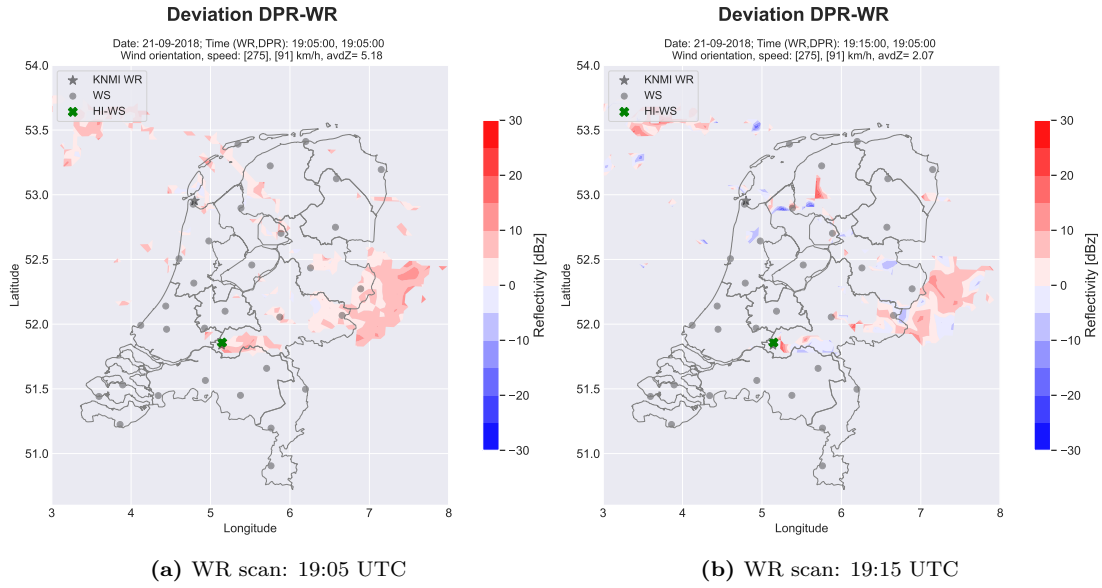 Deviation DPR-WR
Date: 21-09-2018; Time (WR,DPR): 19:05:00, 19:05:00
Wind orientation, speed: [275], [91] km/h, avdZ= 5.18
54.0
53.5
53.0
52.5
52.0
51.5
51.0
Latitude
KNMI WR
WS
HI-WS
3 4 5 6 7 8
Longitude
30
20
10
0
−10
−20
−30
Reflectivity [dBz]
(a) WR scan: 19:05 UTC
Deviation DPR-WR
Date: 21-09-2018; Time (WR,DPR): 19:15:00, 19:05:00
Wind orientation, speed: [275], [91] km/h, avdZ= 2.07
54.0
53.5
53.0
52.5
52.0
51.5
51.0
Latitude
KNMI WR
WS
HI-WS
3 4 5 6 7 8
Longitude
30
20
10
0
−10
−20
−30
Reflectivity [dBz]
(b) WR scan: 19:15 UTC